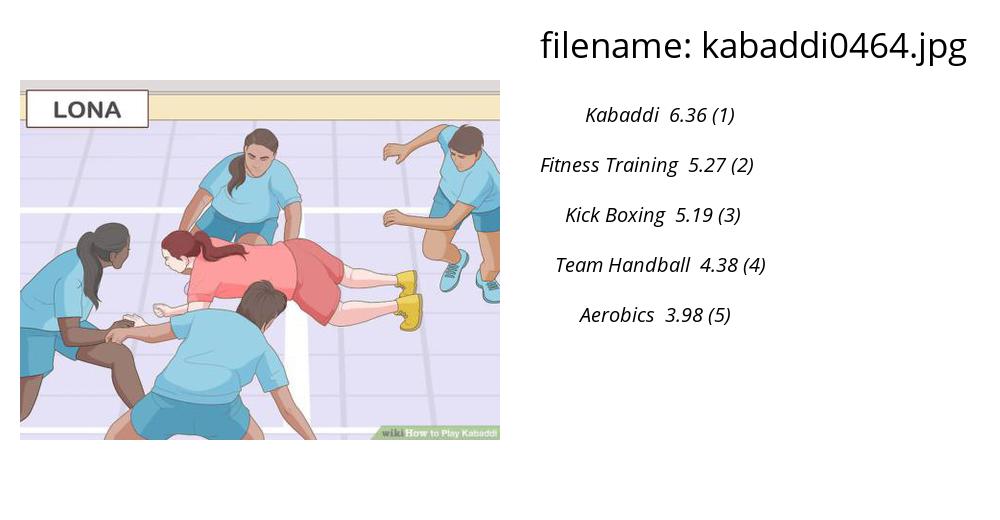 filename: kabaddi0464.jpg
LONA
Kabaddi 6.36 (1)
Fitness Training 5.27 (2)
Kick Boxing 5.19 (3)
Team Handball 4.38 (4)
Aerobics 3.98 (5)
wikiHow to Play Kabaddi